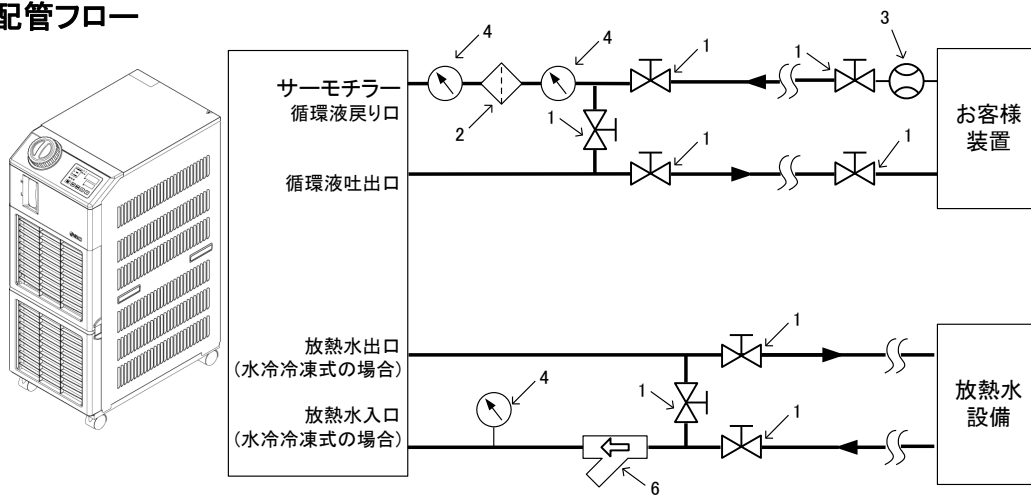 配管フロー
4
4
1
1
3
サーモチラー
循環液戻り口
2
1
お客様
装置
1
1
循環液吐出口
1
放熱水出口
(水冷冷凍式の場合)
4
1
放熱水
設備
放熱水入口
(水冷冷凍式の場合)
1
6